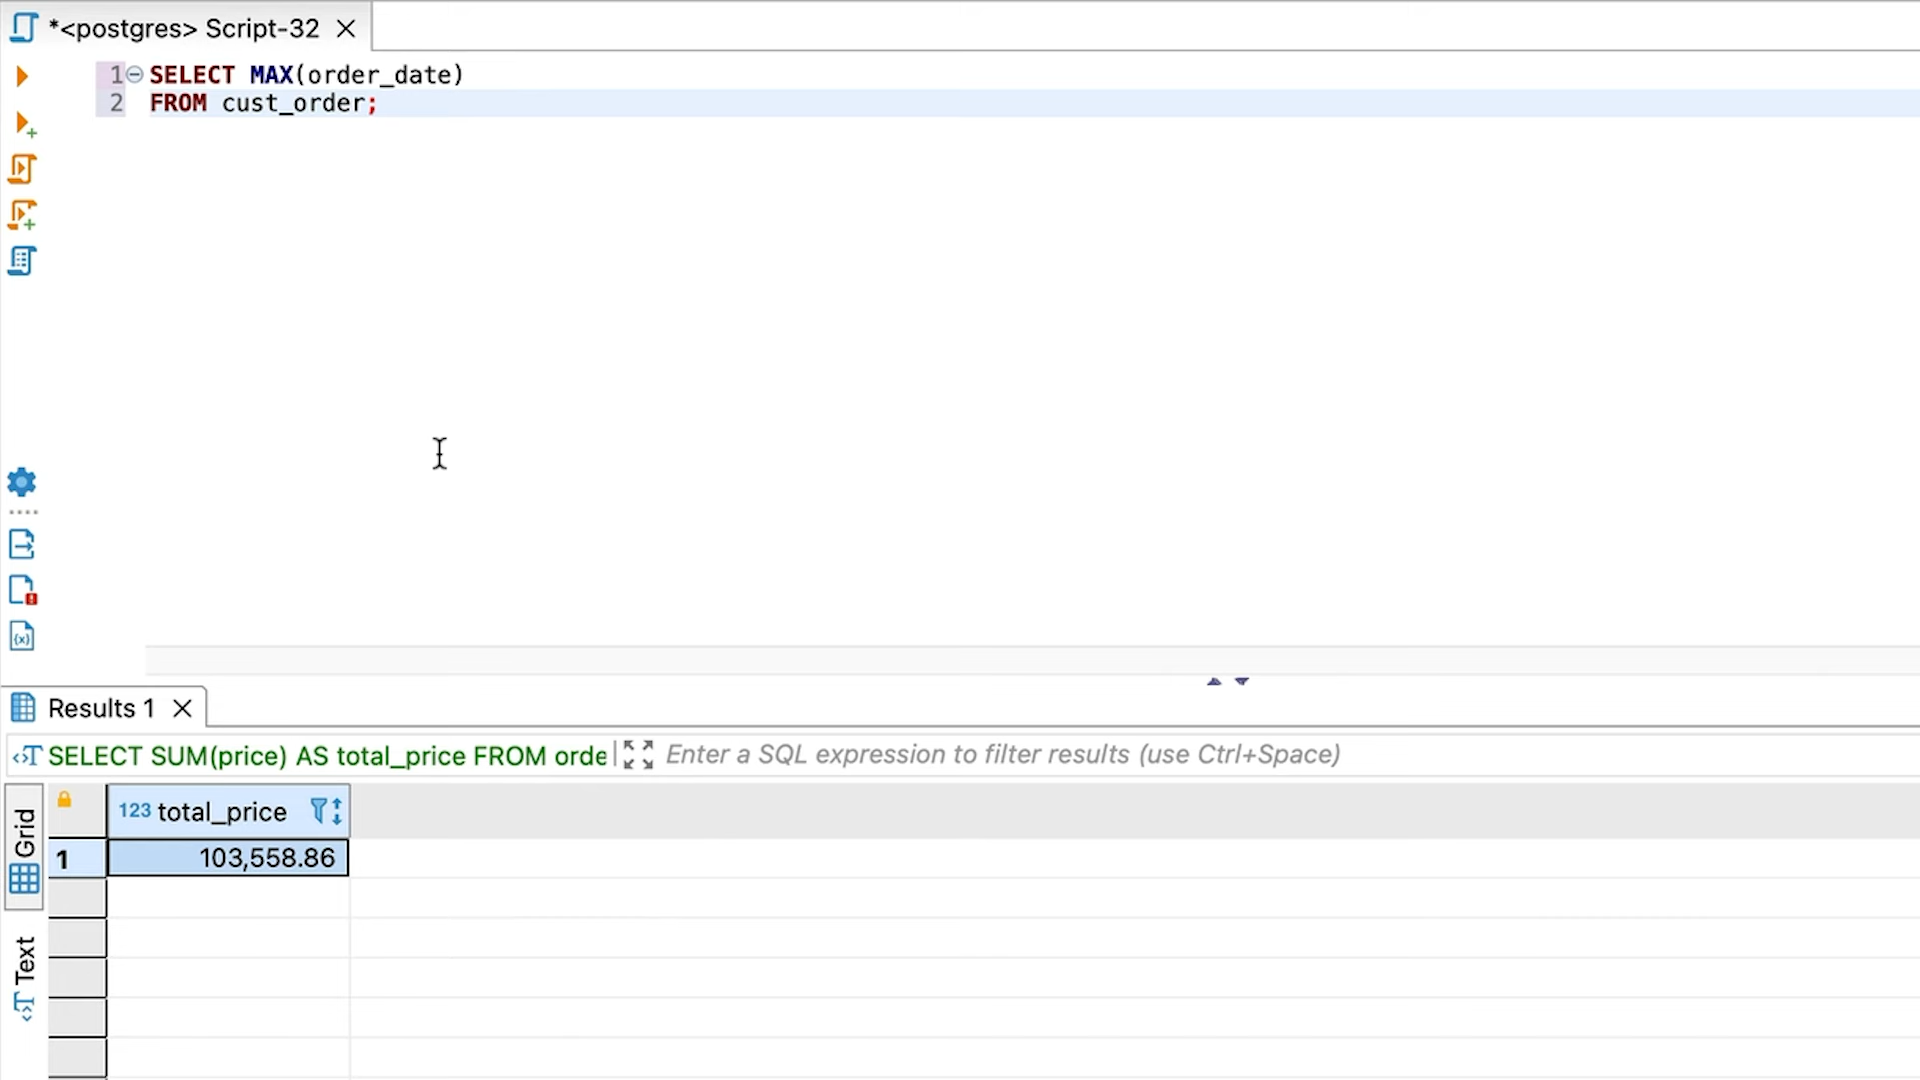 *<postgres> Script-32
1 SELECT MAX(order_date)
2 FROM cust_order;
Results 1
SELECT SUM(price) AS total_price FROM orde
Enter a SQL expression to filter results (use Ctrl+Space)
Grid
Text
123 total_price
1 103,558.86